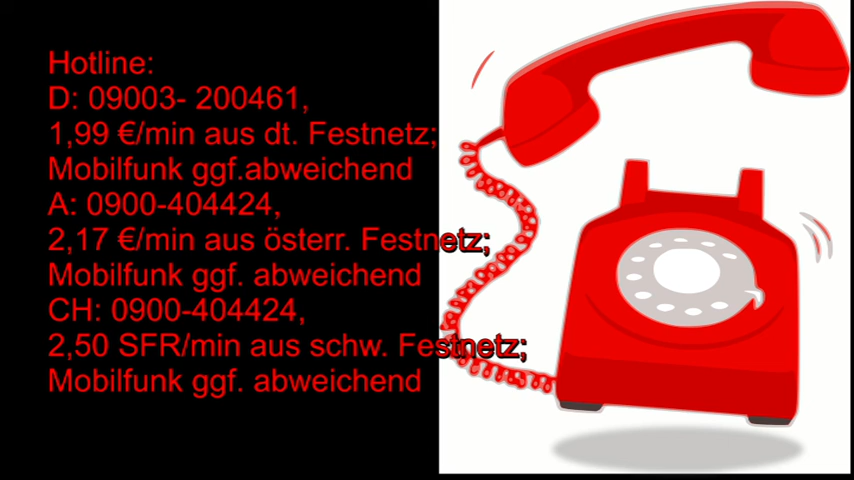 Hotline:
D: 09003- 200461,
1,99 €/min aus dt. Festnetz;
Mobilfunk ggf.abweichend
A: 0900-404424,
2,17 €/min aus österr. Festnetz;
Mobilfunk ggf. abweichend
CH: 0900-404424,
2,50 SFR/min aus schw. Festnetz;
Mobilfunk ggf. abweichend